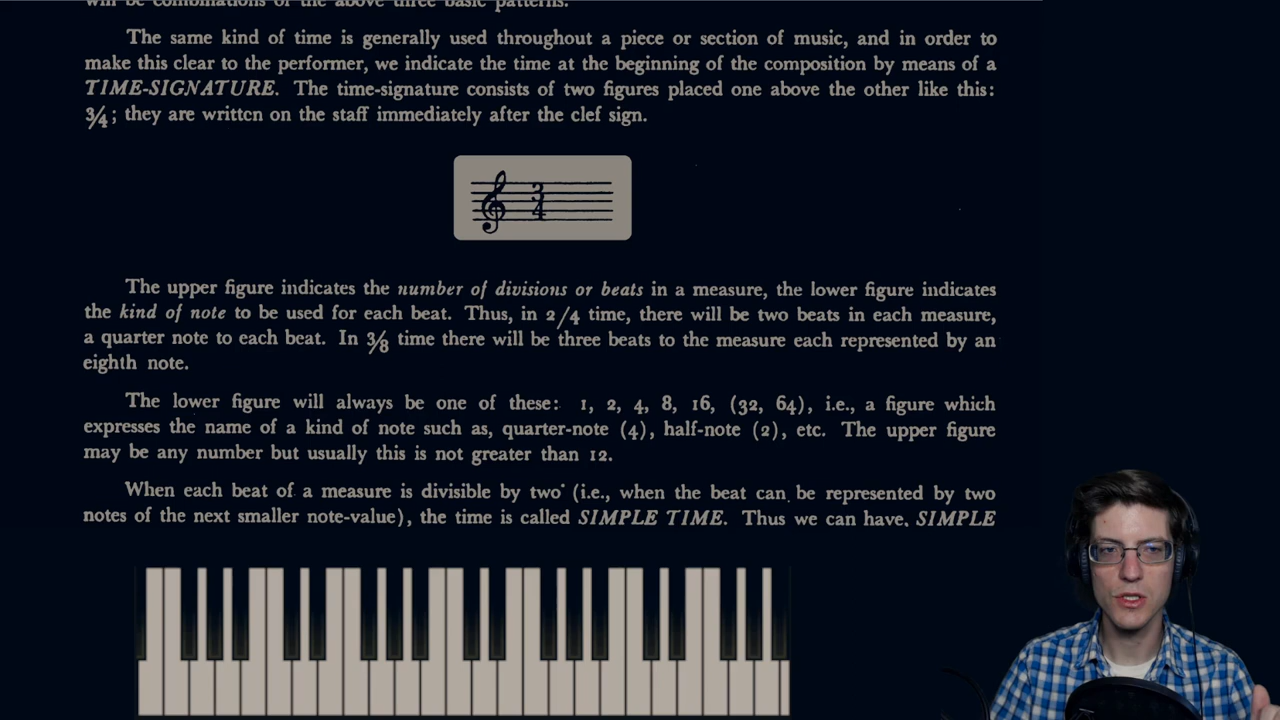 will be combinations of the above three basic patterns.
The same kind of time is generally used throughout a piece or section of music, and in order to
make this clear to the performer, we indicate the time at the beginning of the composition by means of a
TIME-SIGNATURE. The time-signature consists of two figures placed one above the other like this:
3/4; they are written on the staff immediately after the clef sign.
3
4
The upper figure indicates the number of divisions or beats in a measure, the lower figure indicates
the kind of note to be used for each beat. Thus, in 2/4 time, there will be two beats in each measure,
a quarter note to each beat. In 3/8 time there will be three beats to the measure each represented by an
eighth note.
The lower figure will always be one of these: 1, 2, 4, 8, 16, (32, 64), i.e., a figure which
expresses the name of a kind of note such as, quarter-note (4), half-note (2), etc. The upper figure
may be any number but usually this is not greater than 12.
When each beat of a measure is divisible by two (i.e., when the beat can be represented by two
notes of the next smaller note-value), the time is called SIMPLE TIME. Thus we can have, SIMPLE